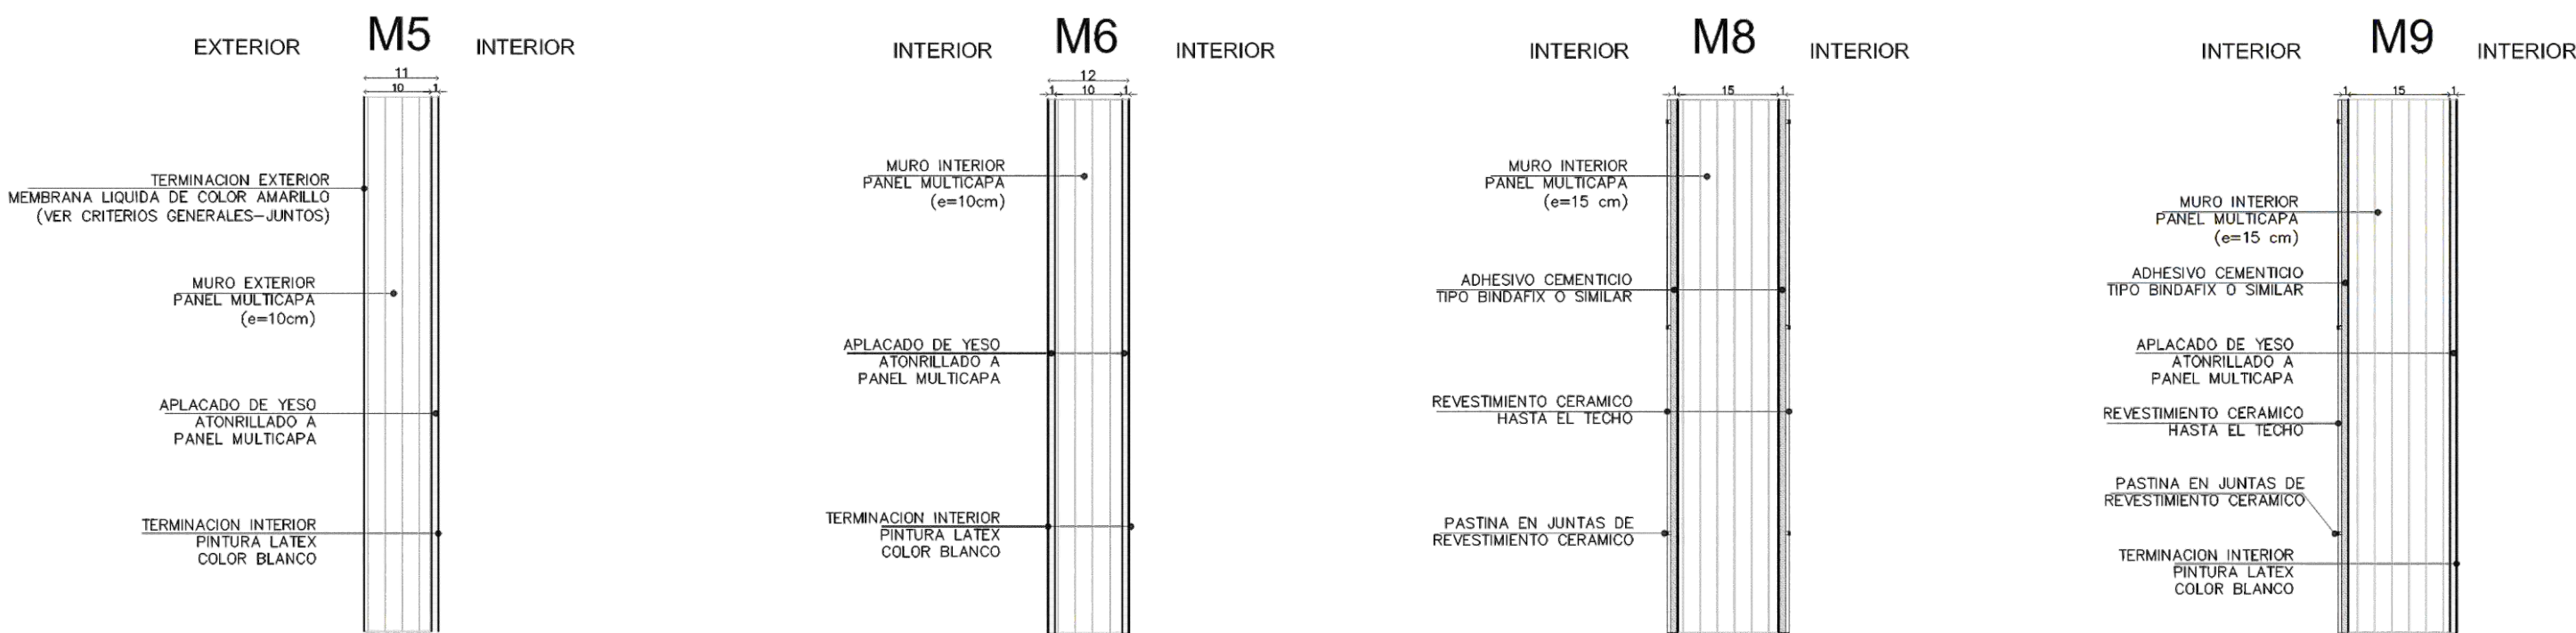 EXTERIOR M5 INTERIOR
11
10 1
TERMINACION EXTERIOR
MEMBRANA LIQUIDA DE COLOR AMARILLO
(VER CRITERIOS GENERALES-JUNTOS)
MURO EXTERIOR
PANEL MULTICAPA
(e=10cm)
APLACADO DE YESO
ATONRILLADO A
PANEL MULTICAPA
TERMINACION INTERIOR
PINTURA LATEX
COLOR BLANCO
INTERIOR M6 INTERIOR
12
1 10 1
MURO INTERIOR
PANEL MULTICAPA
(e=10cm)
APLACADO DE YESO
ATONRILLADO A
PANEL MULTICAPA
TERMINACION INTERIOR
PINTURA LATEX
COLOR BLANCO
INTERIOR M8 INTERIOR
1 15 1
MURO INTERIOR
PANEL MULTICAPA
(e=15 cm)
ADHESIVO CEMENTICIO
TIPO BINDAFIX O SIMILAR
REVESTIMIENTO CERAMICO
HASTA EL TECHO
PASTINA EN JUNTAS DE
REVESTIMIENTO CERAMICO
INTERIOR M9 INTERIOR
1 15 1
MURO INTERIOR
PANEL MULTICAPA
(e=15 cm)
ADHESIVO CEMENTICIO
TIPO BINDAFIX O SIMILAR
APLACADO DE YESO
ATONRILLADO A
PANEL MULTICAPA
REVESTIMIENTO CERAMICO
HASTA EL TECHO
PASTINA EN JUNTAS DE
REVESTIMIENTO CERAMICO
TERMINACION INTERIOR
PINTURA LATEX
COLOR BLANCO